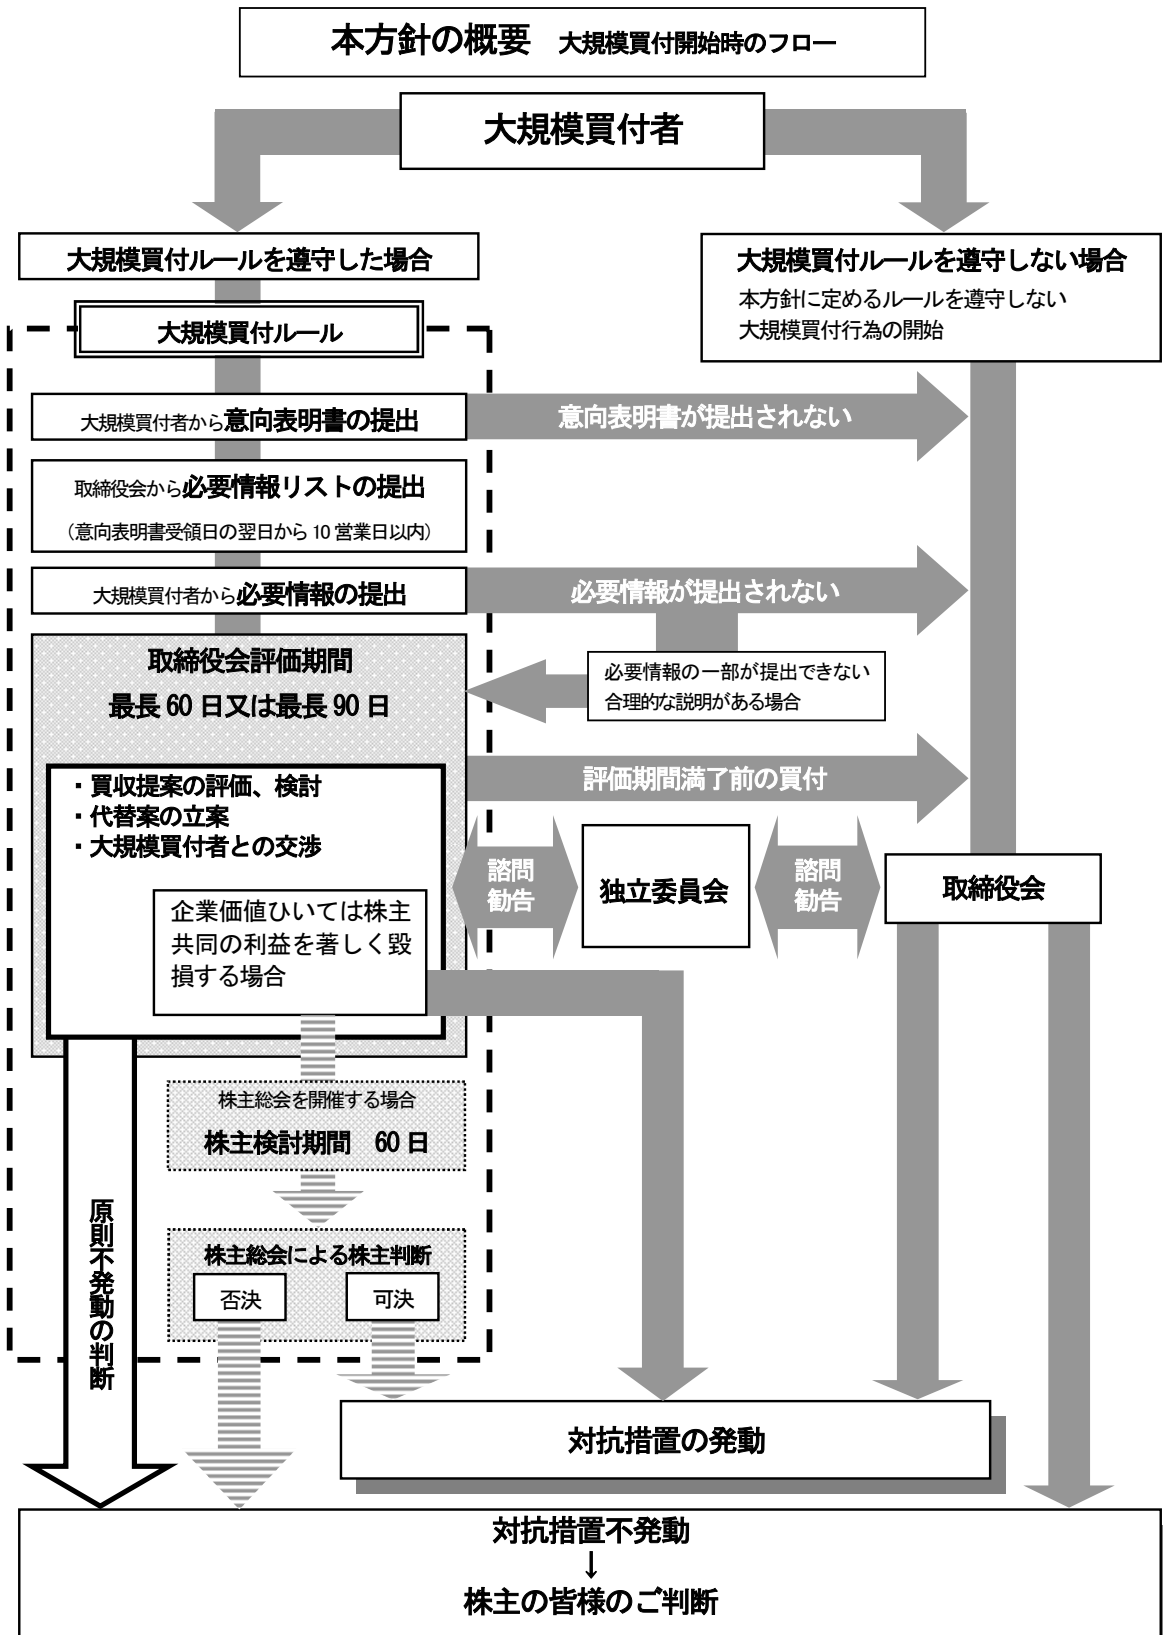 本方針の概要　大規模買付開始時のフロー
大規模買付者
大規模買付ルールを遵守した場合
大規模買付ルールを遵守しない場合
本方針に定めるルールを遵守しない
大規模買付行為の開始
大規模買付ルール
大規模買付者から意向表明書の提出
意向表明書が提出されない
取締役会から必要情報リストの提出
（意向表明書受領日の翌日から 10 営業日以内）
大規模買付者から必要情報の提出
必要情報が提出されない
取締役会評価期間
最長 60 日又は最長 90 日
必要情報の一部が提出できない
合理的な説明がある場合
評価期間満了前の買付
・買収提案の評価、検討
・代替案の立案
・大規模買付者との交渉
諮問
勧告
独立委員会
諮問
勧告
取締役会
企業価値ひいては株主
共同の利益を著しく毀
損する場合
株主総会を開催する場合
株主検討期間　60 日
原則不発動の判断
株主総会による株主判断
否決
可決
対抗措置の発動
対抗措置不発動
↓
株主の皆様のご判断